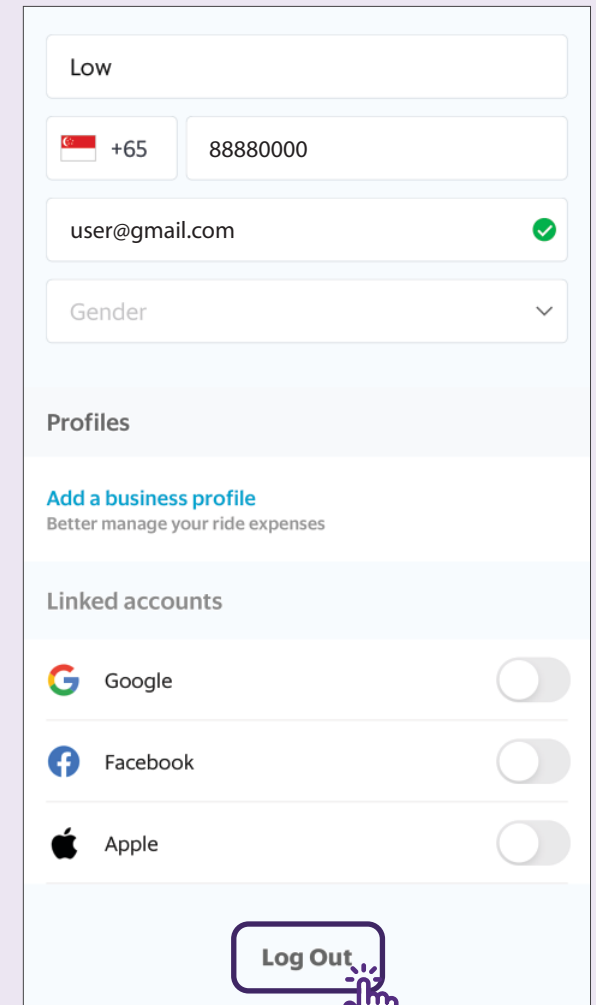 Low
+65
88880000
user@gmail.com
Gender
Profiles
Add a business profile
Better manage your ride expenses
Linked accounts
Google
Facebook
Apple
Log Out